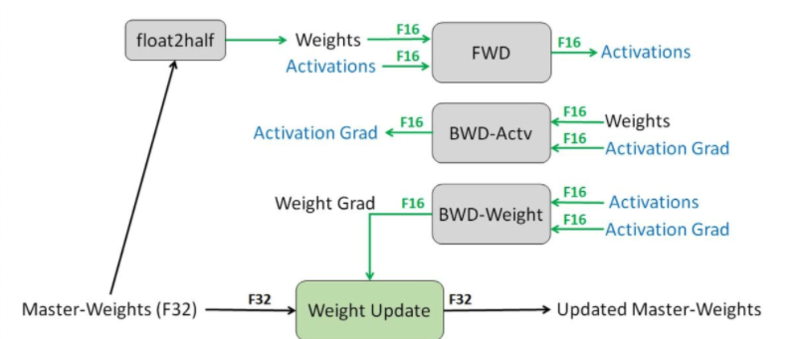 float2half
Weights
F16
Activations
F16
FWD
F16
Activations
Activation Grad
F16
BWD-Actv
F16
Weights
F16
Activation Grad
Weight Grad
F16
BWD-Weight
F16
Activations
F16
Activation Grad
Master-Weights (F32)
F32
Weight Update
F32
Updated Master-Weights